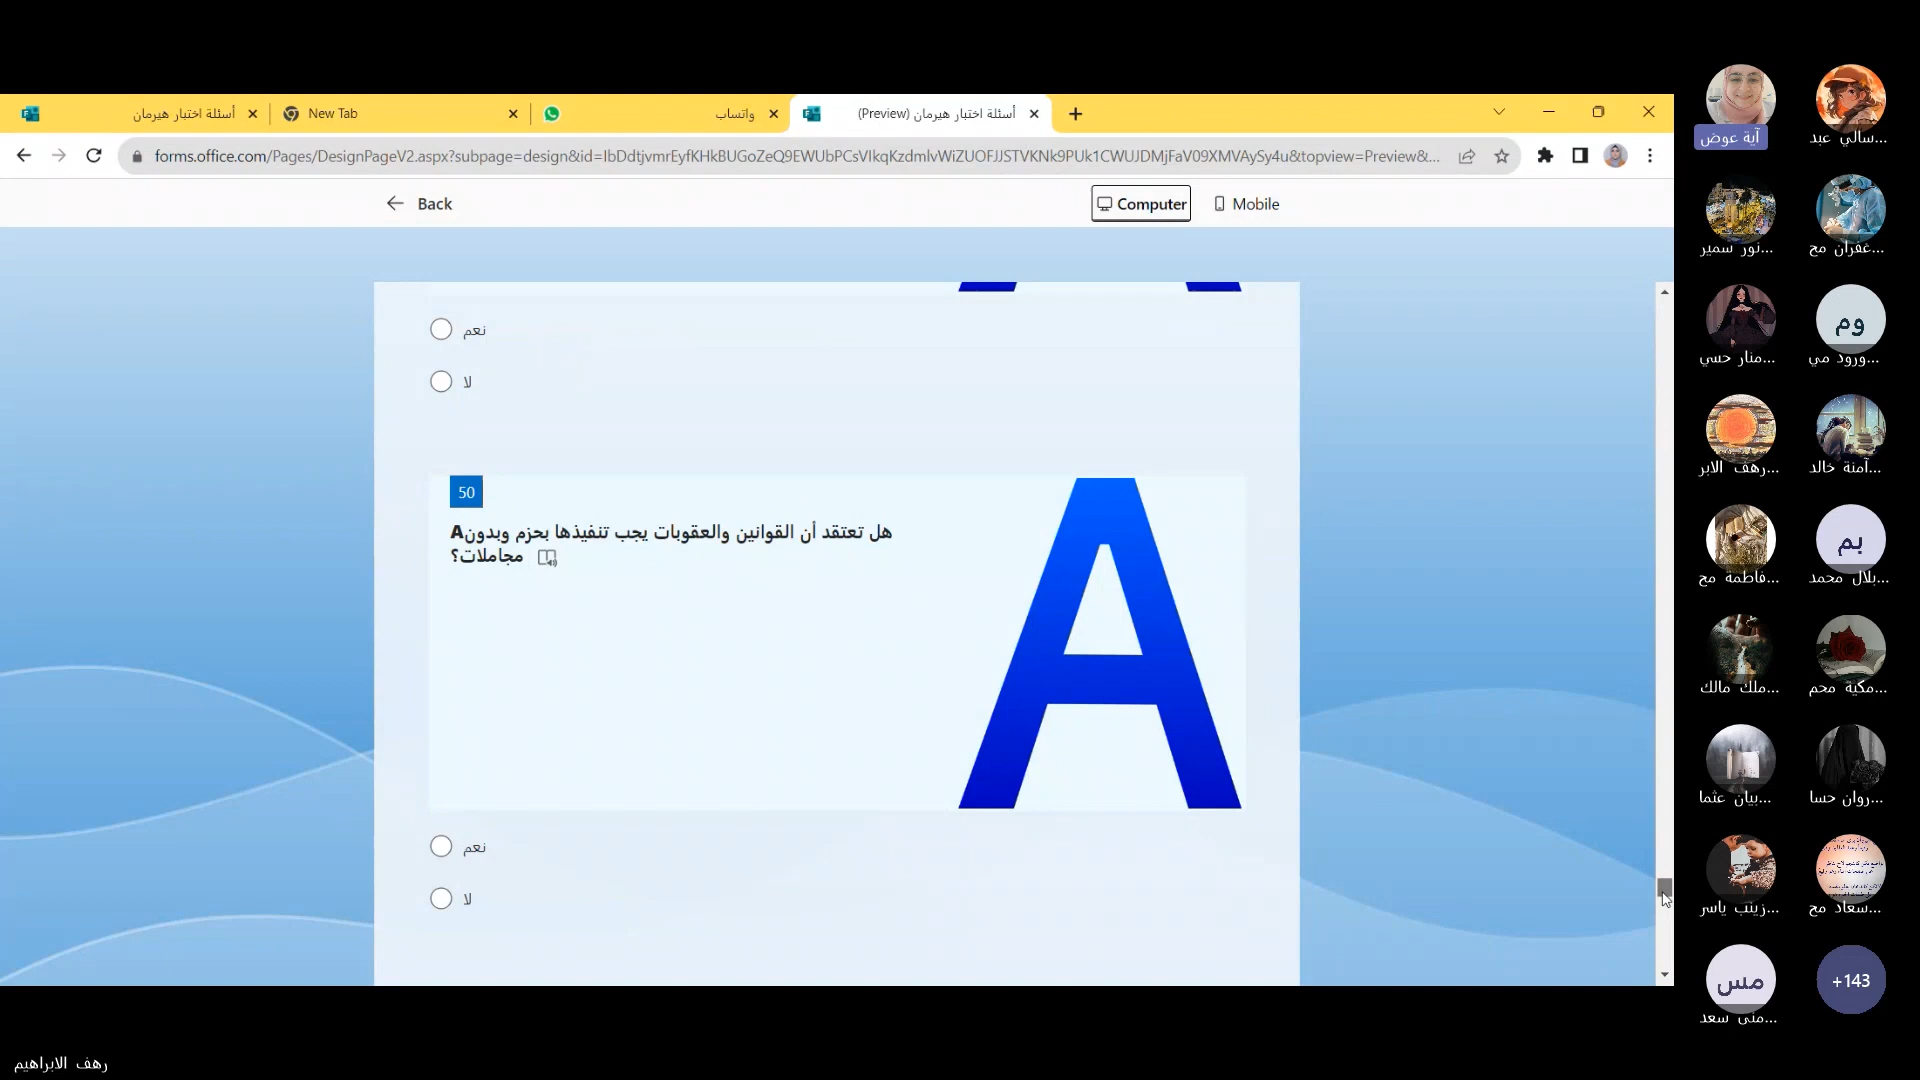 أسئلة اختبار هيرمان
New Tab
واتساب
أسئلة اختبار هيرمان (Preview)
forms.office.com/Pages/DesignPageV2.aspx?subpage=design&id=IbDdtjvmrEyfKHkBUGoZeQ9EWUbPCsVIkqKzdmlvWiZUOFJJSTVKNk9PUk1CWUJDMjFaV09XMVAySy4u&topview=Preview&...
Back
Computer
Mobile
نعم
لا
50
Aهل تعتقد أن القوانين والعقوبات يجب تنفيذها بحزم وبدون
مجاملات؟
A
نعم
لا
آية عوض
سالي عبد...
نور سمير...
غفران مح...
منار حسي...
وم
ورود مي...
رهف الابر...
آمنة خالد...
فاطمة مح...
بم
بلال محمد...
ملك مالك...
مكية محم...
بيان عثما...
روان حسا...
زينب ياسر...
سعاد مح...
مس
منى سعد...
+143
رهف الابراهيم